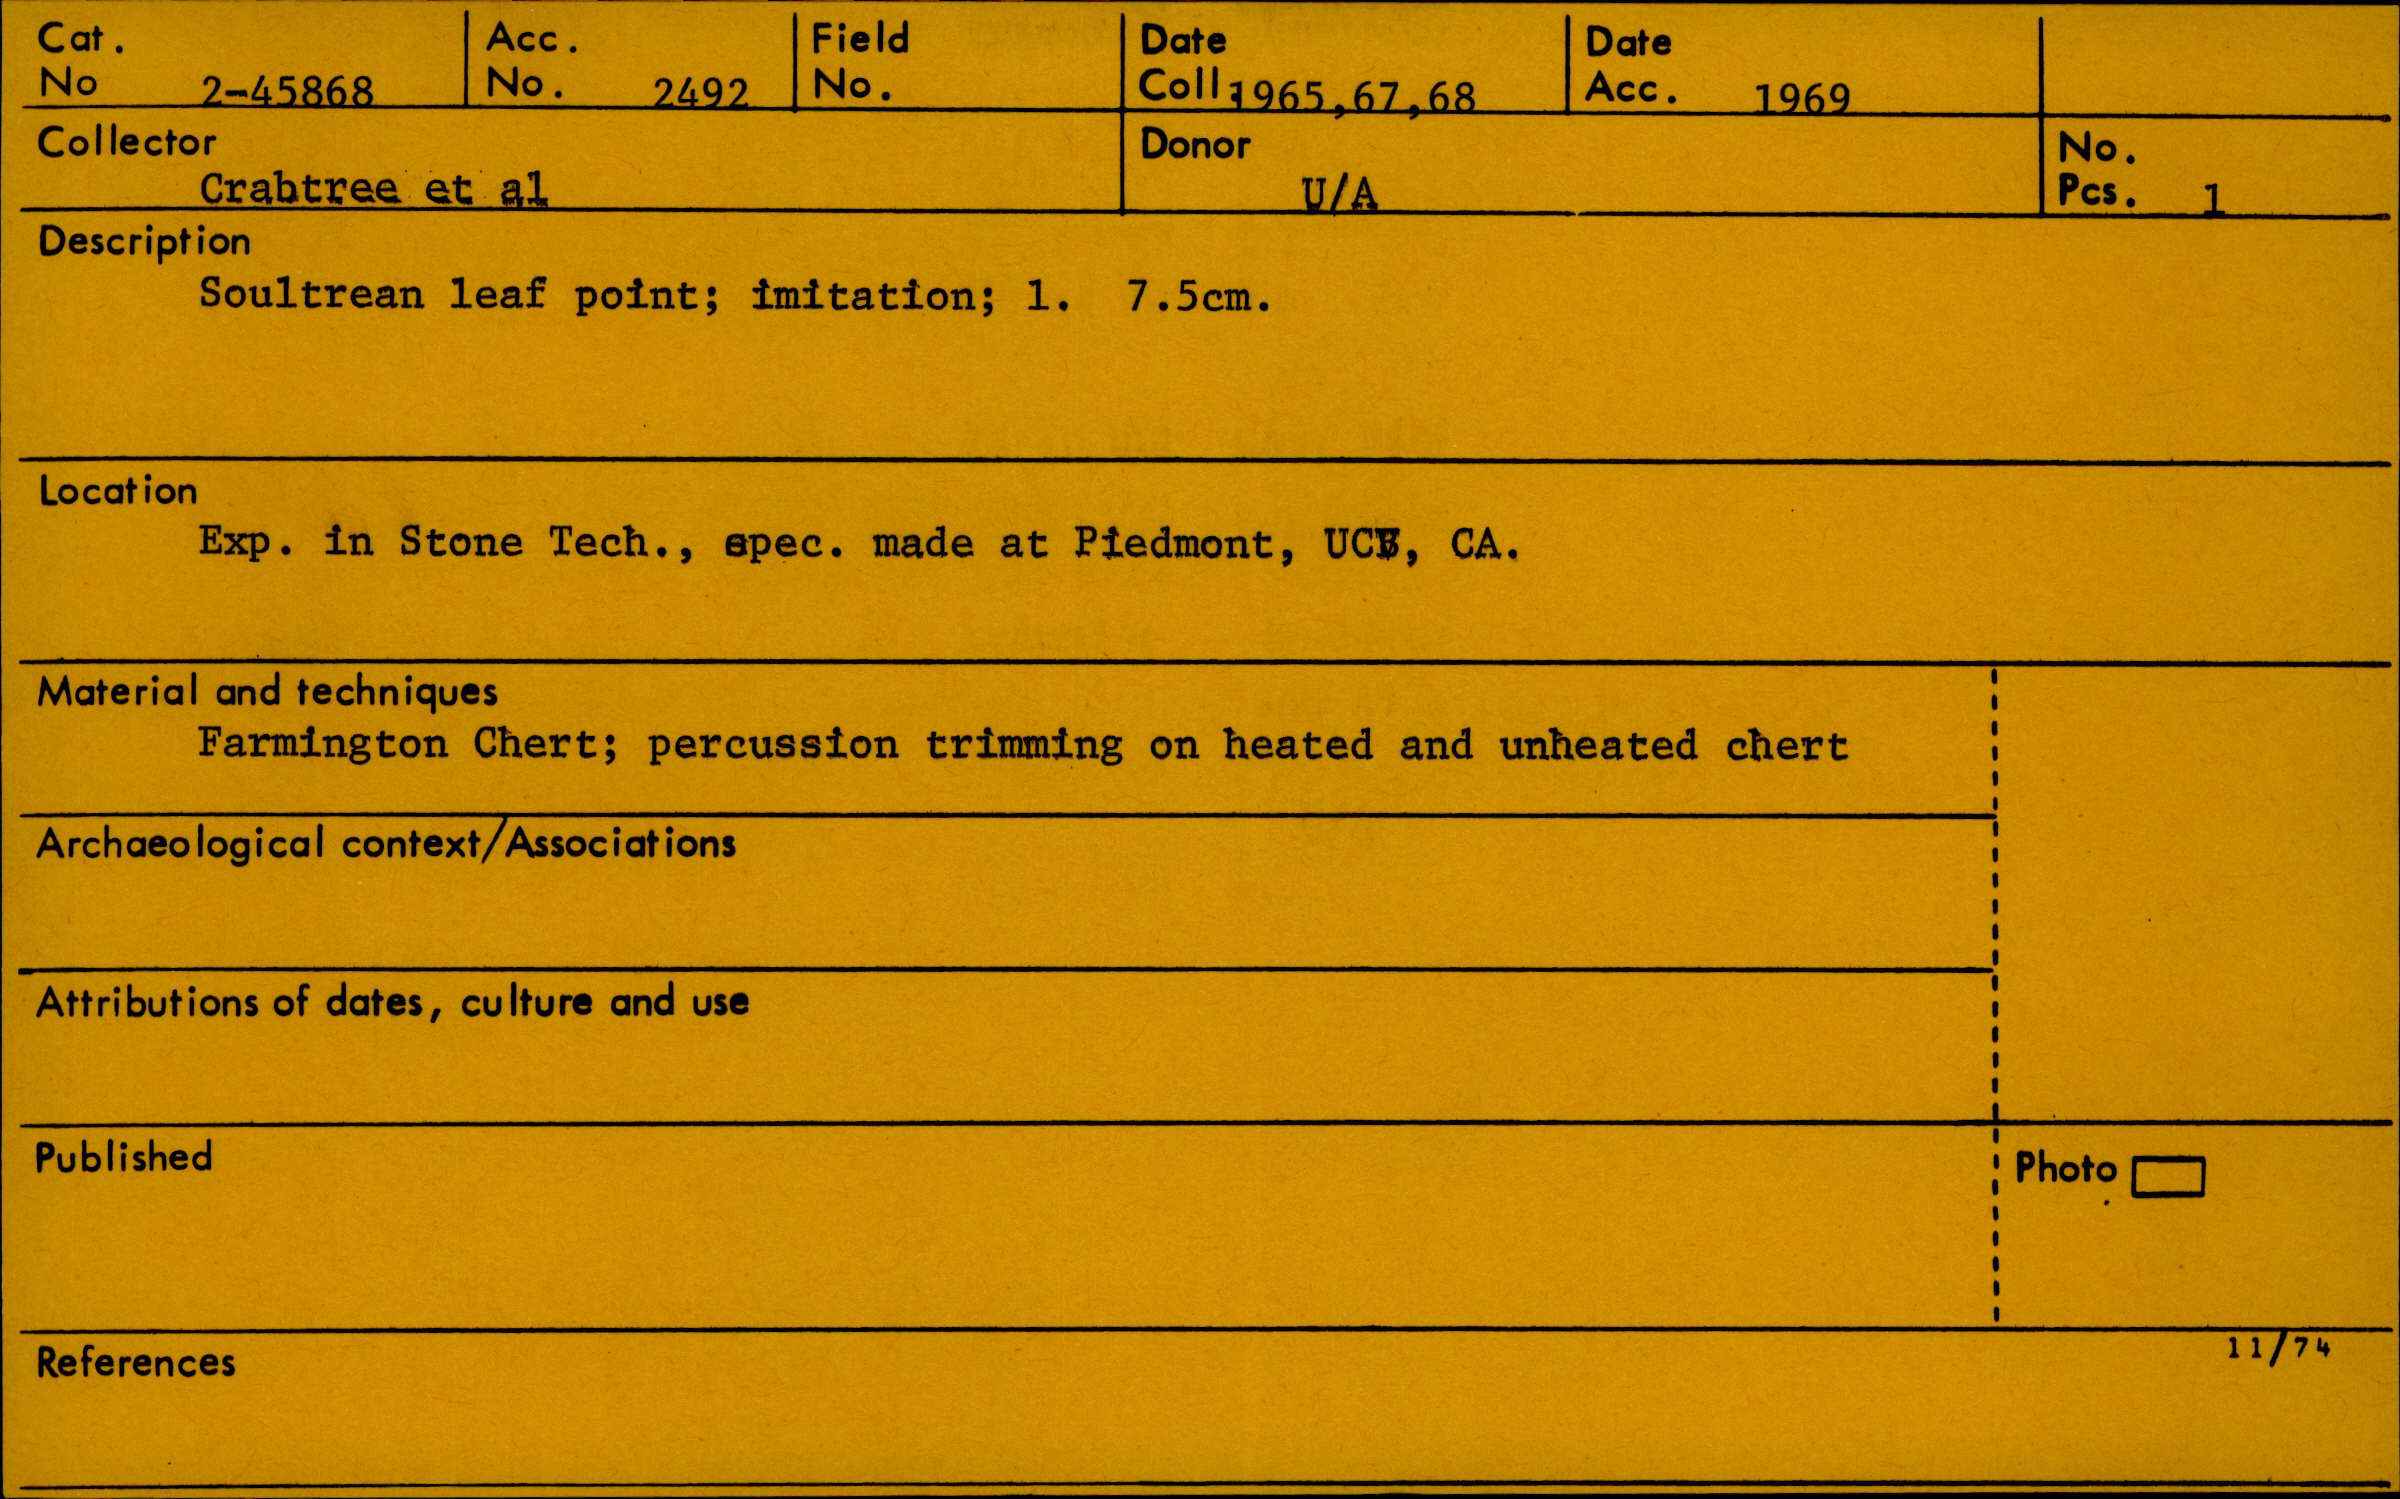 Cat.
No 2-45868
Acc.
No. 2492
Field
No.
Date
Coll. 1965,67,68
Date
Acc. 1969
Collector
Crabtree et al
Donor
U/A
No.
Pcs. 1
Description
Soultrean leaf point; imitation; l. 7.5cm.
Location
Exp. in Stone Tech., spec. made at Piedmont, UCB, CA.
Material and techniques
Farmington Chert; percussion trimming on heated and unheated chert
Archaeological context/Associations
Attributions of dates, culture and use
Published
Photo
References
11/74